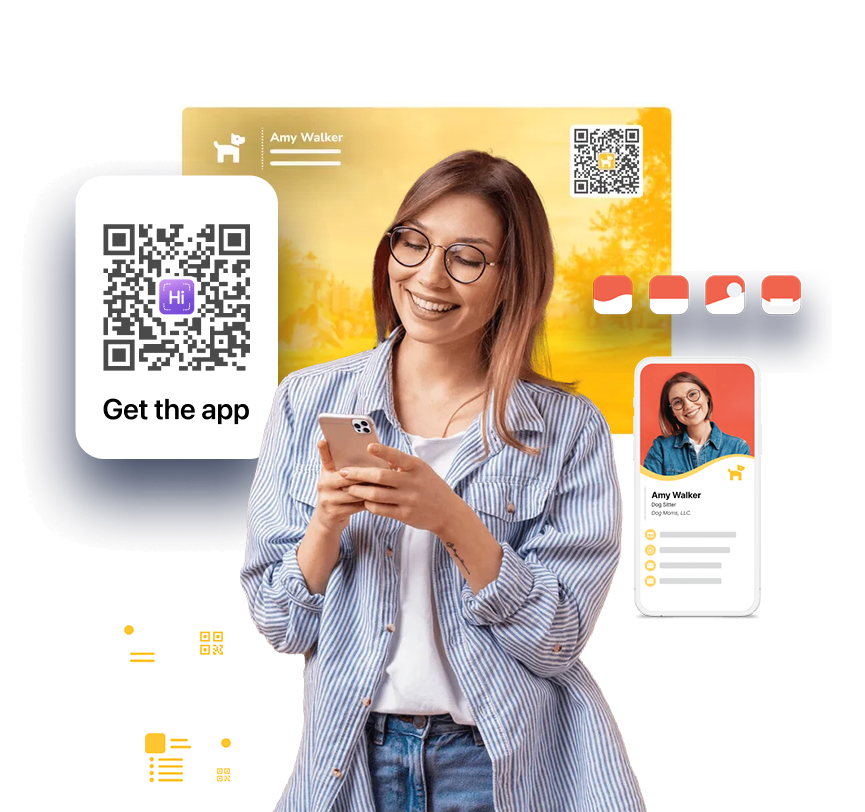 Amy Walker
Hi
Get the app
Amy Walker
Dog Sitter
Dog Moms, LLC.